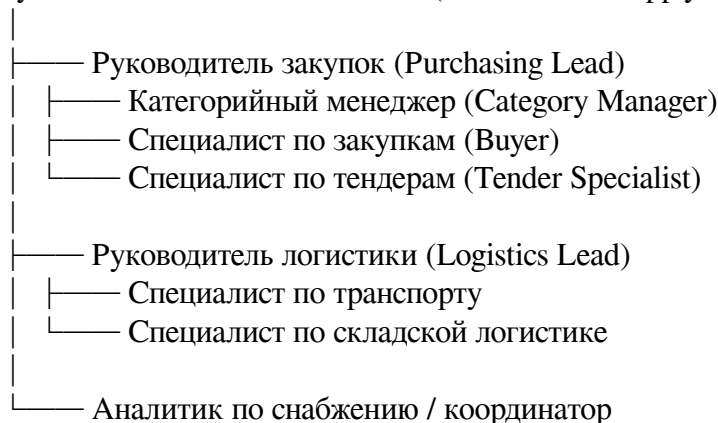 ├── Руководитель закупок (Purchasing Lead)
│ ├── Категорийный менеджер (Category Manager)
│ ├── Специалист по закупкам (Buyer)
│ └── Специалист по тендерам (Tender Specialist)
│
├── Руководитель логистики (Logistics Lead)
│ ├── Специалист по транспорту
│ └── Специалист по складской логистике
│
└── Аналитик по снабжению / координатор